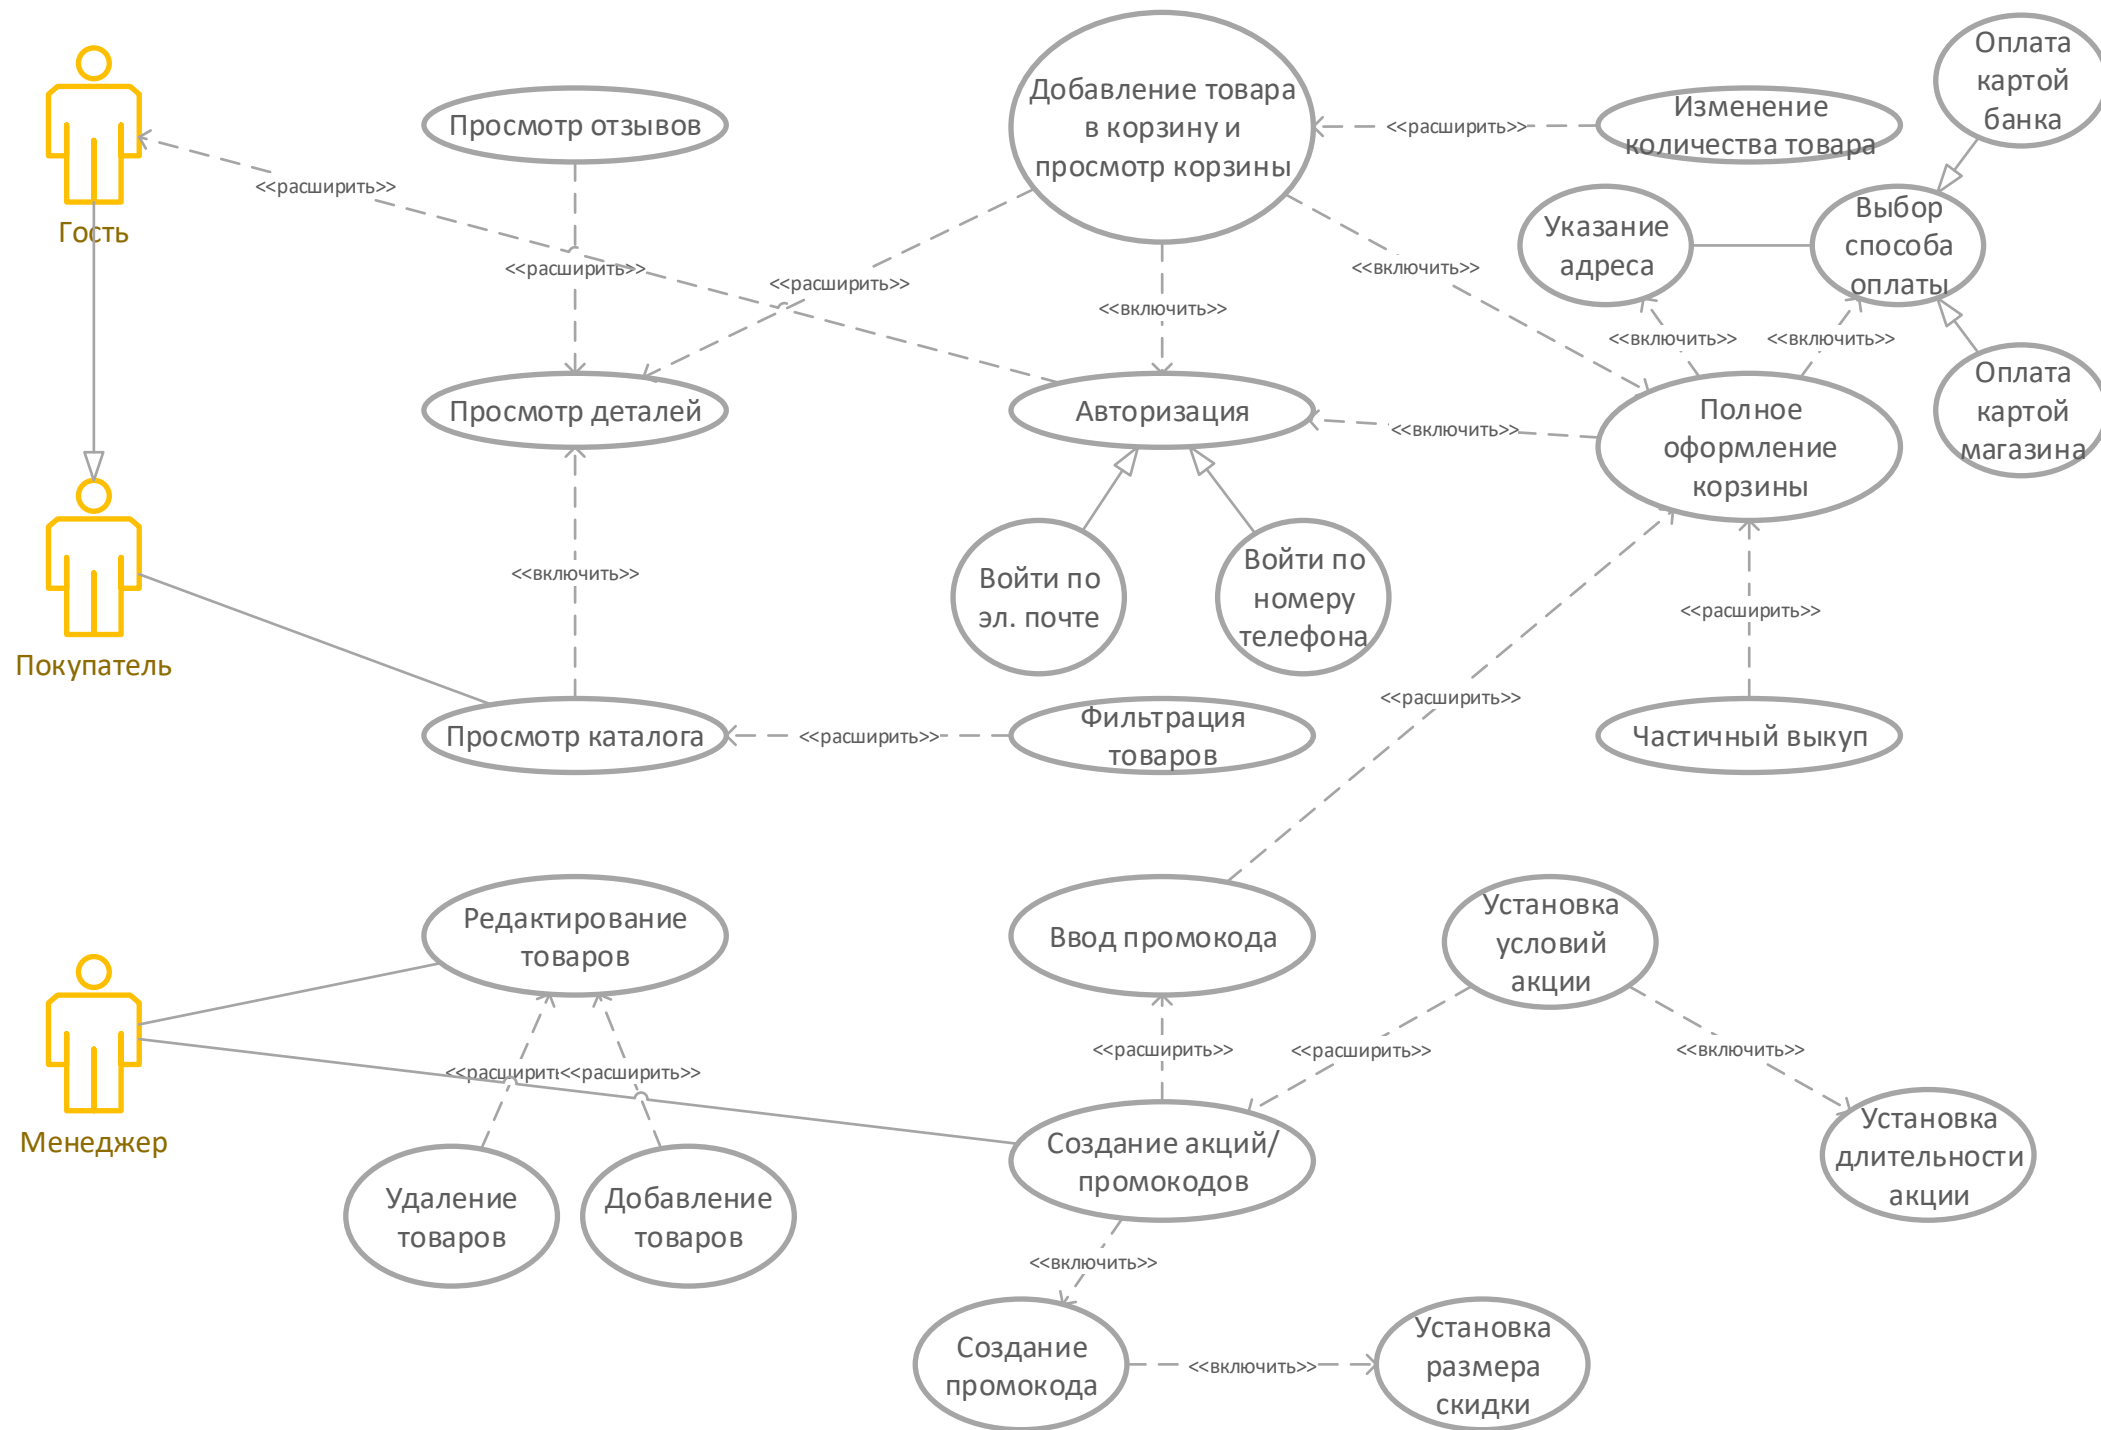 Оплата
картой
банка
Добавление товара
в корзину и
просмотр корзины
Изменение
количества товара
<<расширить>>
Просмотр отзывов
<<расширить>>
Гость
Указание
адреса
Выбор
способа
оплаты
<<расширить>>
<<расширить>>
<<включить>>
<<включить>>
<<включить>>
<<включить>>
Оплата
картой
магазина
Просмотр деталей
Авторизация
<<включить>>
Полное
оформление
корзины
<<включить>>
Войти по
эл. почте
Войти по
номеру
телефона
<<расширить>>
Покупатель
<<расширить>>
Просмотр каталога
<<расширить>>
Фильтрация
товаров
Частичный выкуп
Редактирование
товаров
Ввод промокода
Установка
условий
акции
<<расширить>>
<<расширить>>
<<расширить>>
<<расширить>>
<<включить>>
Менеджер
Создание акций/
промокодов
Установка
длительности
акции
Удаление
товаров
Добавление
товаров
<<включить>>
Создание
промокода
<<включить>>
Установка
размера
скидки